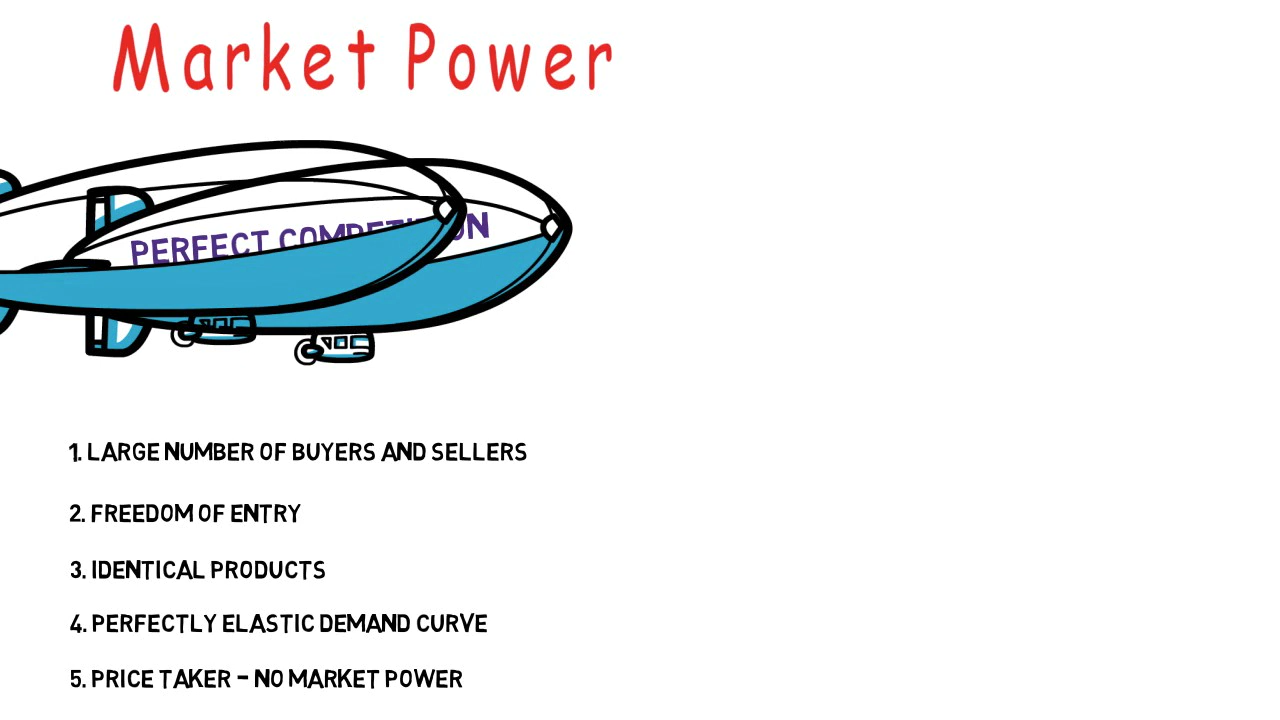 Market Power
PERFECT COMPETITION
1. LARGE NUMBER OF BUYERS AND SELLERS
2. FREEDOM OF ENTRY
3. IDENTICAL PRODUCTS
4. PERFECTLY ELASTIC DEMAND CURVE
5. PRICE TAKER - NO MARKET POWER